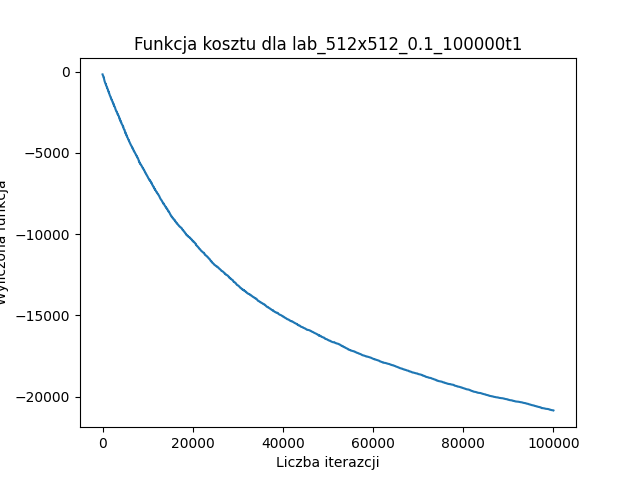 Funkcja kosztu dla lab_512x512_0.1_100000t1
0
−5000
−10000
−15000
−20000
Wyliczona funkcja
0 20000 40000 60000 80000 100000
Liczba iterazcji